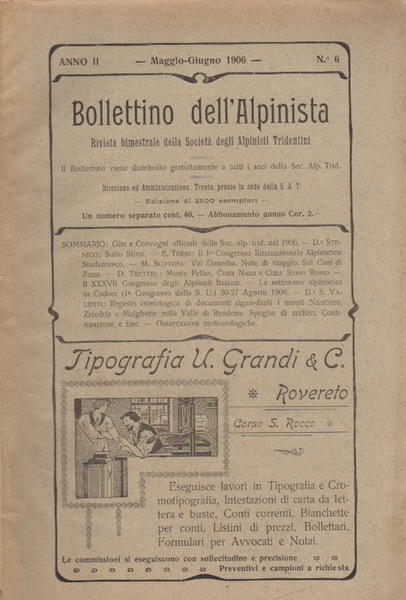 ANNO II — Maggio-Giugno 1906 — N.º 6
Bollettino dell'Alpinista
Rivista bimestrale della Società degli Alpinisti Tridentini
Il Bollettino viene distribuito gratuitamente a tutti i soci della Soc. Alp. Trid.
Direzione ed Amministrazione. Trento, presso la sede della S. A. T.
— Edizione di 2500 esemplari —
Un numero separato cent. 40. — Abbonamento annuo Cor. 2.—
SOMMARIO: Gite e Convegni ufficiali della Soc. alp. trid. nel 1906. — D.r STE-
NICO: Sullo Stivo. — E. TERNI: Il Iº Congresso Internazionale Alpinistico
Studentesco. — M. SCOTONI: Val Danerba. Note di viaggio. Sul Corni di
Zuna. — D. TRETTEL: Monte Peller, Cima Nana e Cima Sasso Rosso. —
Il XXXVII Congresso degli Alpinisti Italiani. — La settimana alpinistica
in Cadore (1º Congresso della S. U.) 20-27 Agosto 1906. — D.r S. VA-
LENTI: Regesto cronologico di documenti riguardanti i monti Nambino,
Zeledria e Malghette nella Valle di Rendena. Spoglio di archivi. Conti-
nuazione e fine. — Osservazioni meteorologiche.
Tipografia U. Grandi & C.
Rovereto
Corso S. Rocco
Eseguisce lavori in Tipografia e Cro-
motipografia, Intestazioni di carta da let-
tera e buste, Conti correnti, Bianchette
per conti, Listini di prezzi, Bollettari,
Formulari per Avvocati e Notai.
Le commissioni si eseguiscono con sollecitudine e precisione
Preventivi e campioni a richiesta